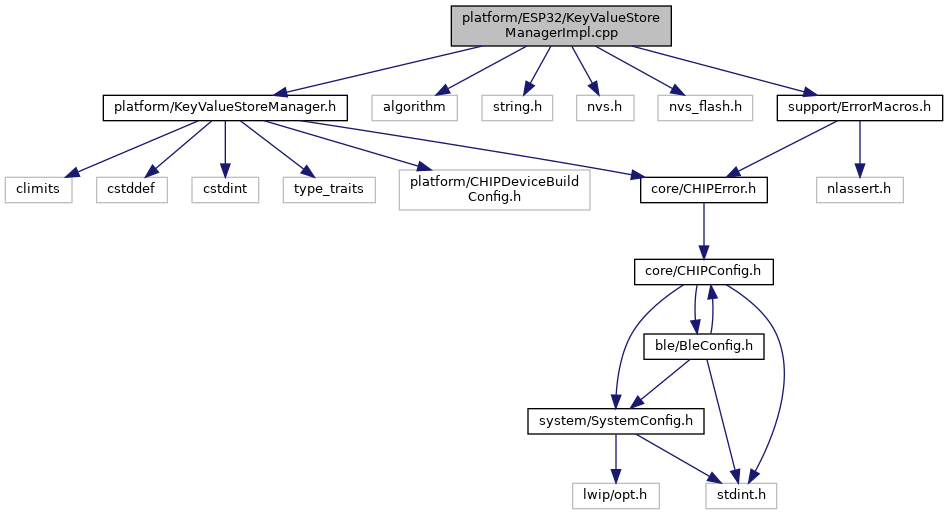 platform/ESP32/KeyValueStore
ManagerImpl.cpp
platform/KeyValueStoreManager.h
algorithm
string.h
nvs.h
nvs_flash.h
support/ErrorMacros.h
climits
cstddef
cstdint
type_traits
platform/CHIPDeviceBuild
Config.h
core/CHIPError.h
nlassert.h
core/CHIPConfig.h
ble/BleConfig.h
system/SystemConfig.h
lwip/opt.h
stdint.h